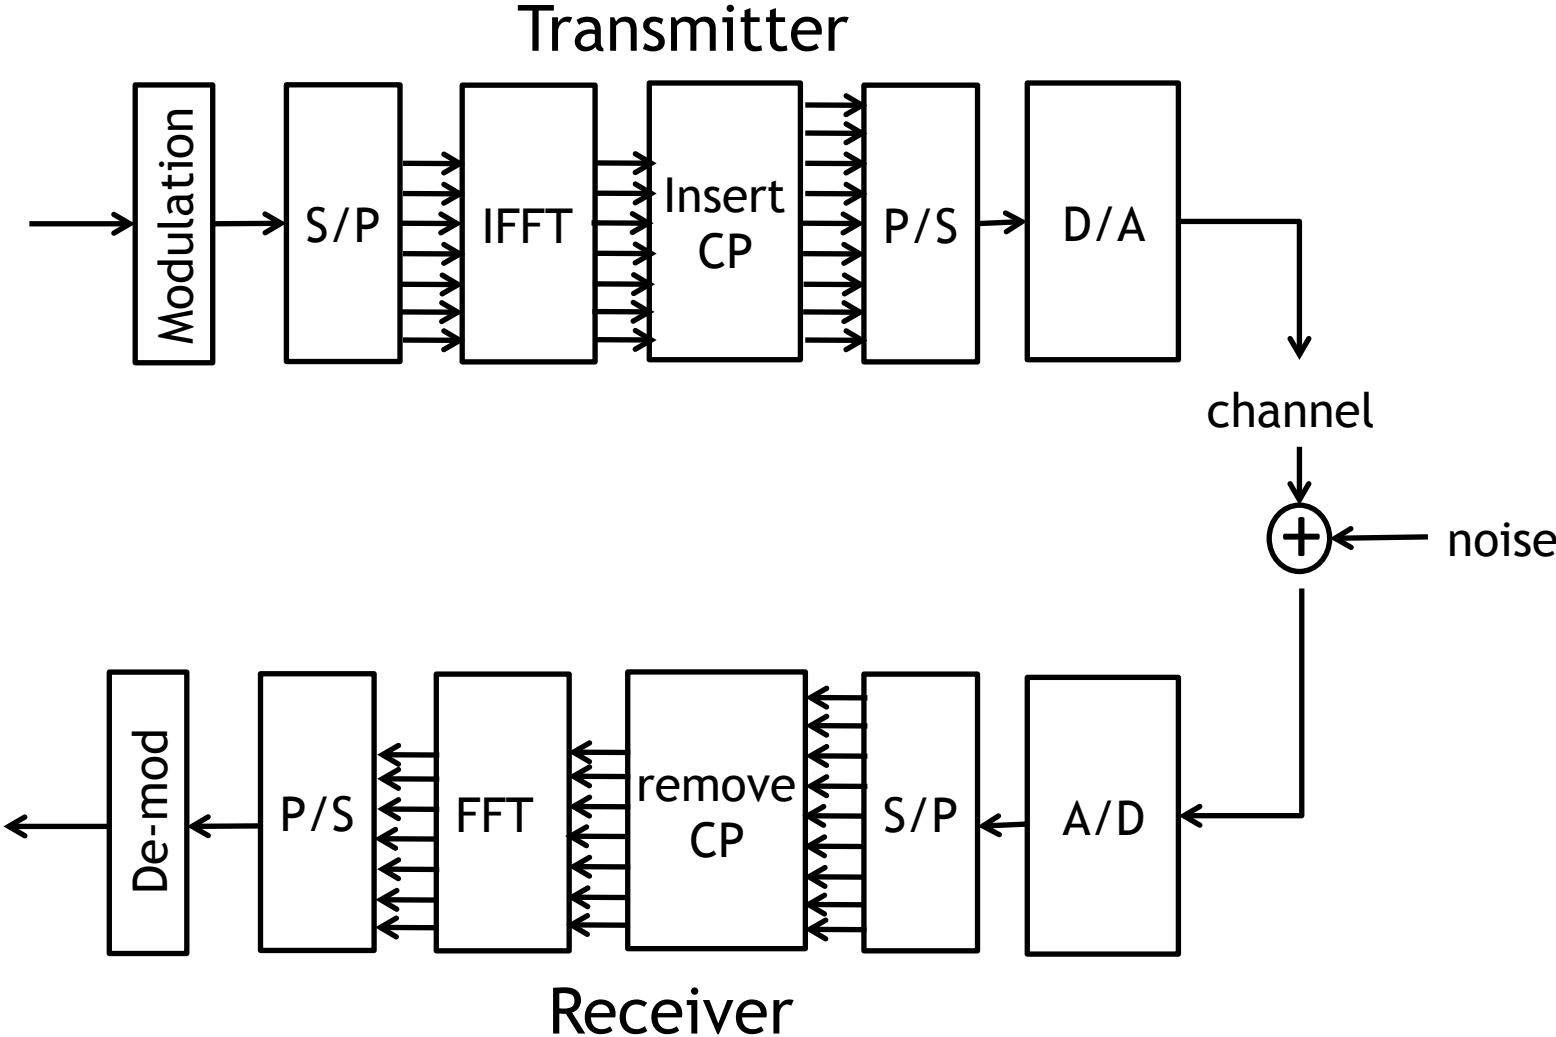 Transmitter
Modulation
S/P
IFFT
Insert
CP
P/S
D/A
channel
+
noise
De-mod
P/S
FFT
remove
CP
S/P
A/D
Receiver